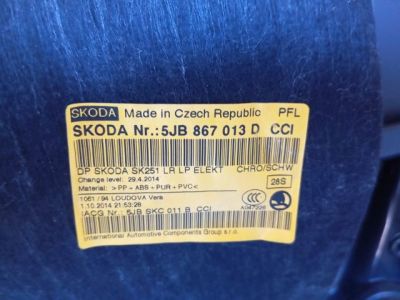 SKODA Made in Czech Republic PFL
SKODA Nr.: 5JB 867 013 D CCI
DP SKODA SK251 LR LP ELEKT CHRO/SCHW
Change level: 29.4.2014
Material: >PP-ABS-PUR-PVC< 26S
1061 / 94 LOUDOVA Vera
1.10.2014 21:53:28
IACG Nr.: 5JB SKC 011 B CCI
International Automotive Components Group s.r.o.